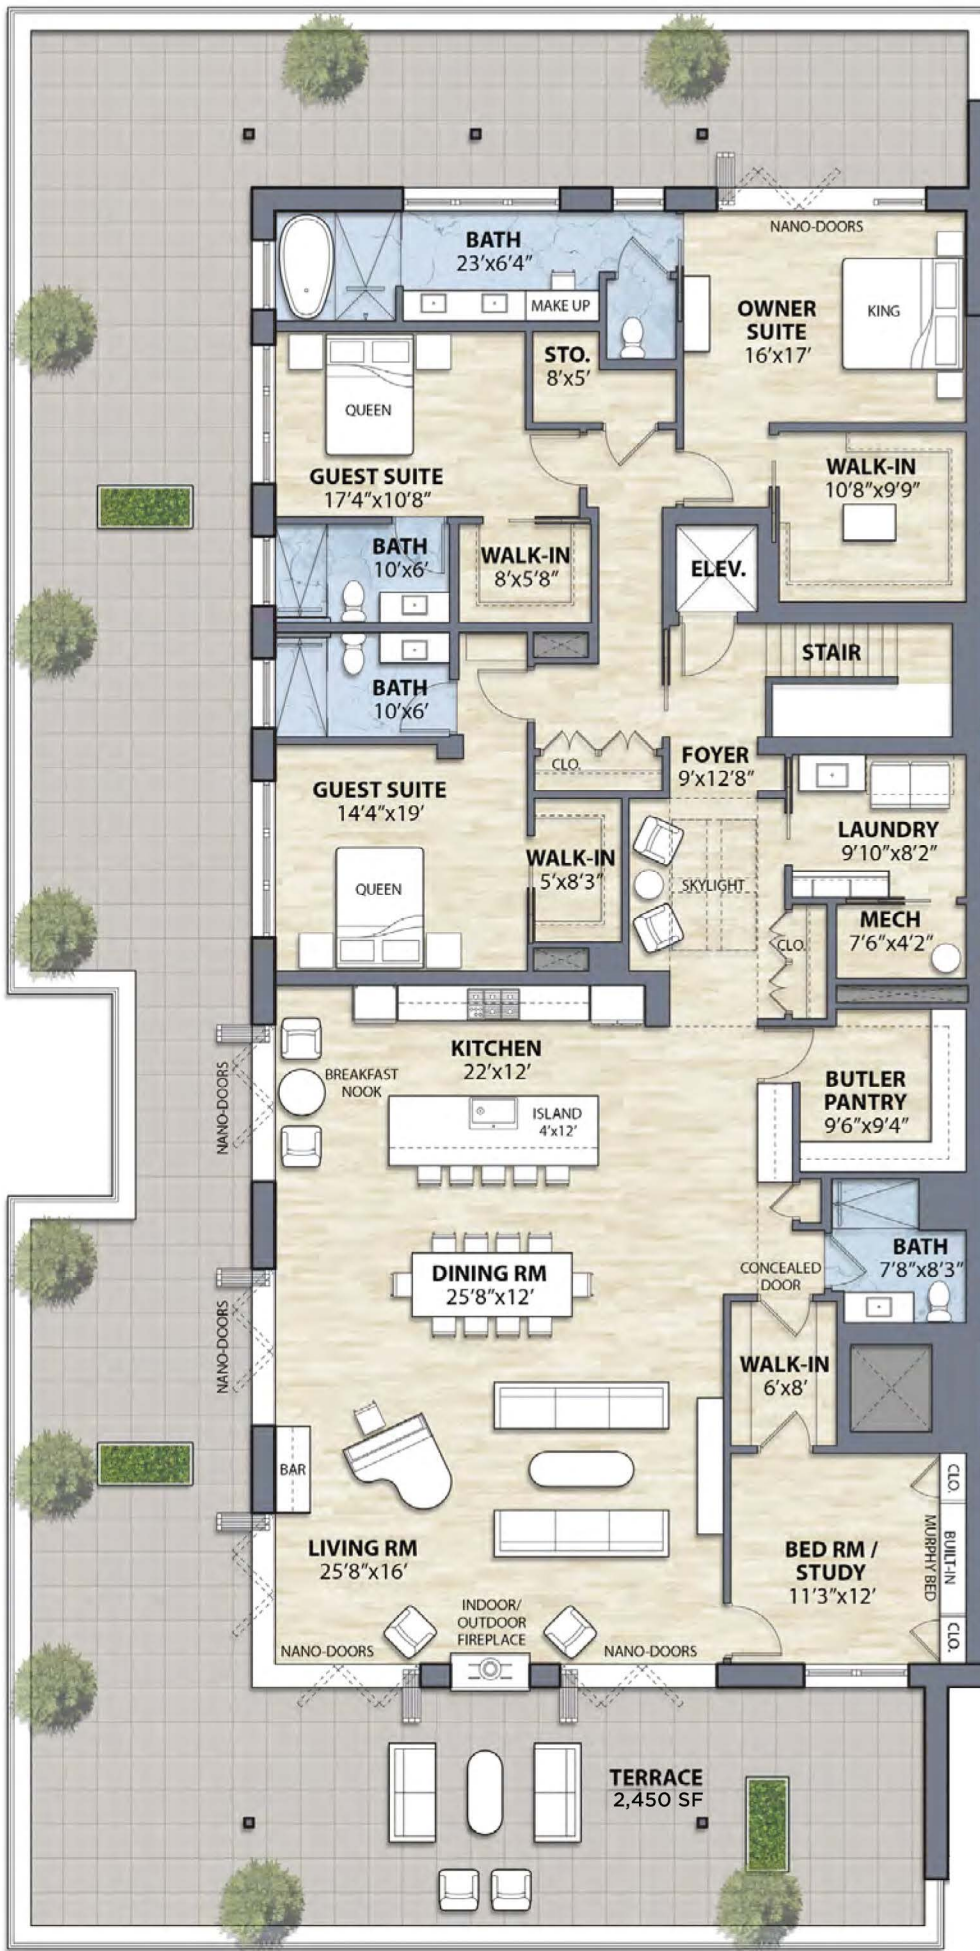 NANO-DOORS
BATH
23'x6'4"
MAKE UP
OWNER
SUITE
16'x17'
KING
STO.
8'x5'
QUEEN
GUEST SUITE
17'4"x10'8"
WALK-IN
10'8"x9'9"
BATH
10'x6'
WALK-IN
8'x5'8"
ELEV.
STAIR
BATH
10'x6'
CLO.
FOYER
9'x12'8"
GUEST SUITE
14'4"x19'
LAUNDRY
9'10"x8'2"
WALK-IN
5'x8'3"
SKYLIGHT
QUEEN
MECH
7'6"x4'2"
CLO.
KITCHEN
22'x12'
BREAKFAST
NOOK
NANO-DOORS
ISLAND
4'x12'
BUTLER
PANTRY
9'6"x9'4"
BATH
7'8"x8'3"
CONCEALED
DOOR
DINING RM
25'8"x12'
NANO-DOORS
WALK-IN
6'x8'
BAR
CLO.
BUILT-IN
MURPHY BED
CLO.
LIVING RM
25'8"x16'
BED RM /
STUDY
11'3"x12'
INDOOR/
OUTDOOR
FIREPLACE
NANO-DOORS
NANO-DOORS
TERRACE
2,450 SF